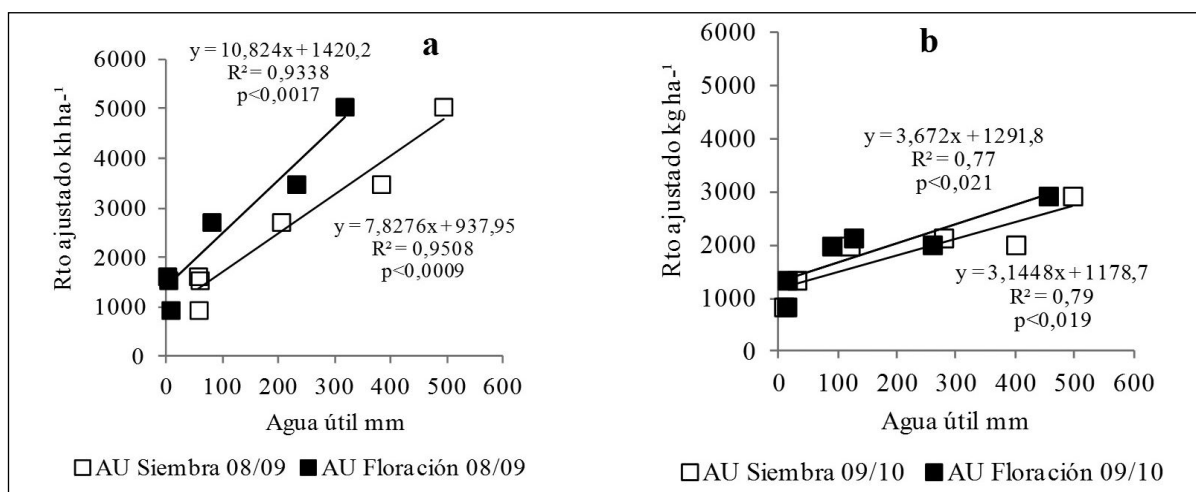 a
y = 10,824x + 1420,2
R² = 0,9338
p<0,0017
y = 7,8276x + 937,95
R² = 0,9508
p<0,0009
Rto ajustado kh ha-¹
6000
5000
4000
3000
2000
1000
0
0 100 200 300 400 500 600
Agua útil mm
AU Siembra 08/09 AU Floración 08/09
b
y = 3,672x + 1291,8
R² = 0,77
p<0,021
y = 3,1448x + 1178,7
R² = 0,79
p<0,019
Rto ajustado kg ha-¹
6000
5000
4000
3000
2000
1000
0
0 100 200 300 400 500 600
Agua útil mm
AU Siembra 09/10 AU Floración 09/10